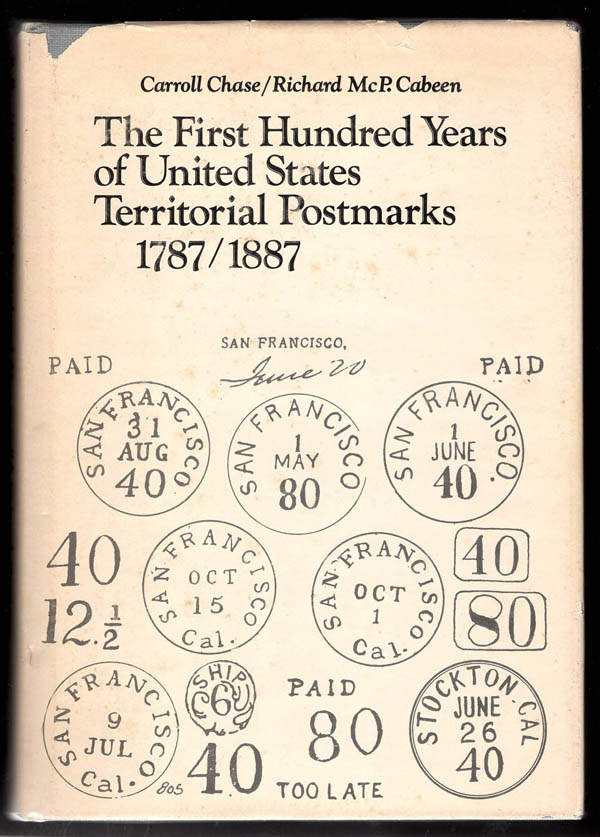 Carroll Chase/Richard McP. Cabeen
The First Hundred Years
of United States
Territorial Postmarks
1787/1887
SAN FRANCISCO,
June 20
PAID
PAID
SAN FRANCISCO
31
AUG
40
SAN FRANCISCO
1
MAY
80
SAN FRANCISCO.
1
JUNE
40
40
12.½
SAN FRANCISCO
OCT
15
Cal.
SAN FRANCISCO
OCT
1
Cal.
40
80
SAN FRANCISCO
9
JUL
Cal.
805
SHIP
6
40
PAID
80
TOO LATE
STOCKTON CAL
JUNE
26
40